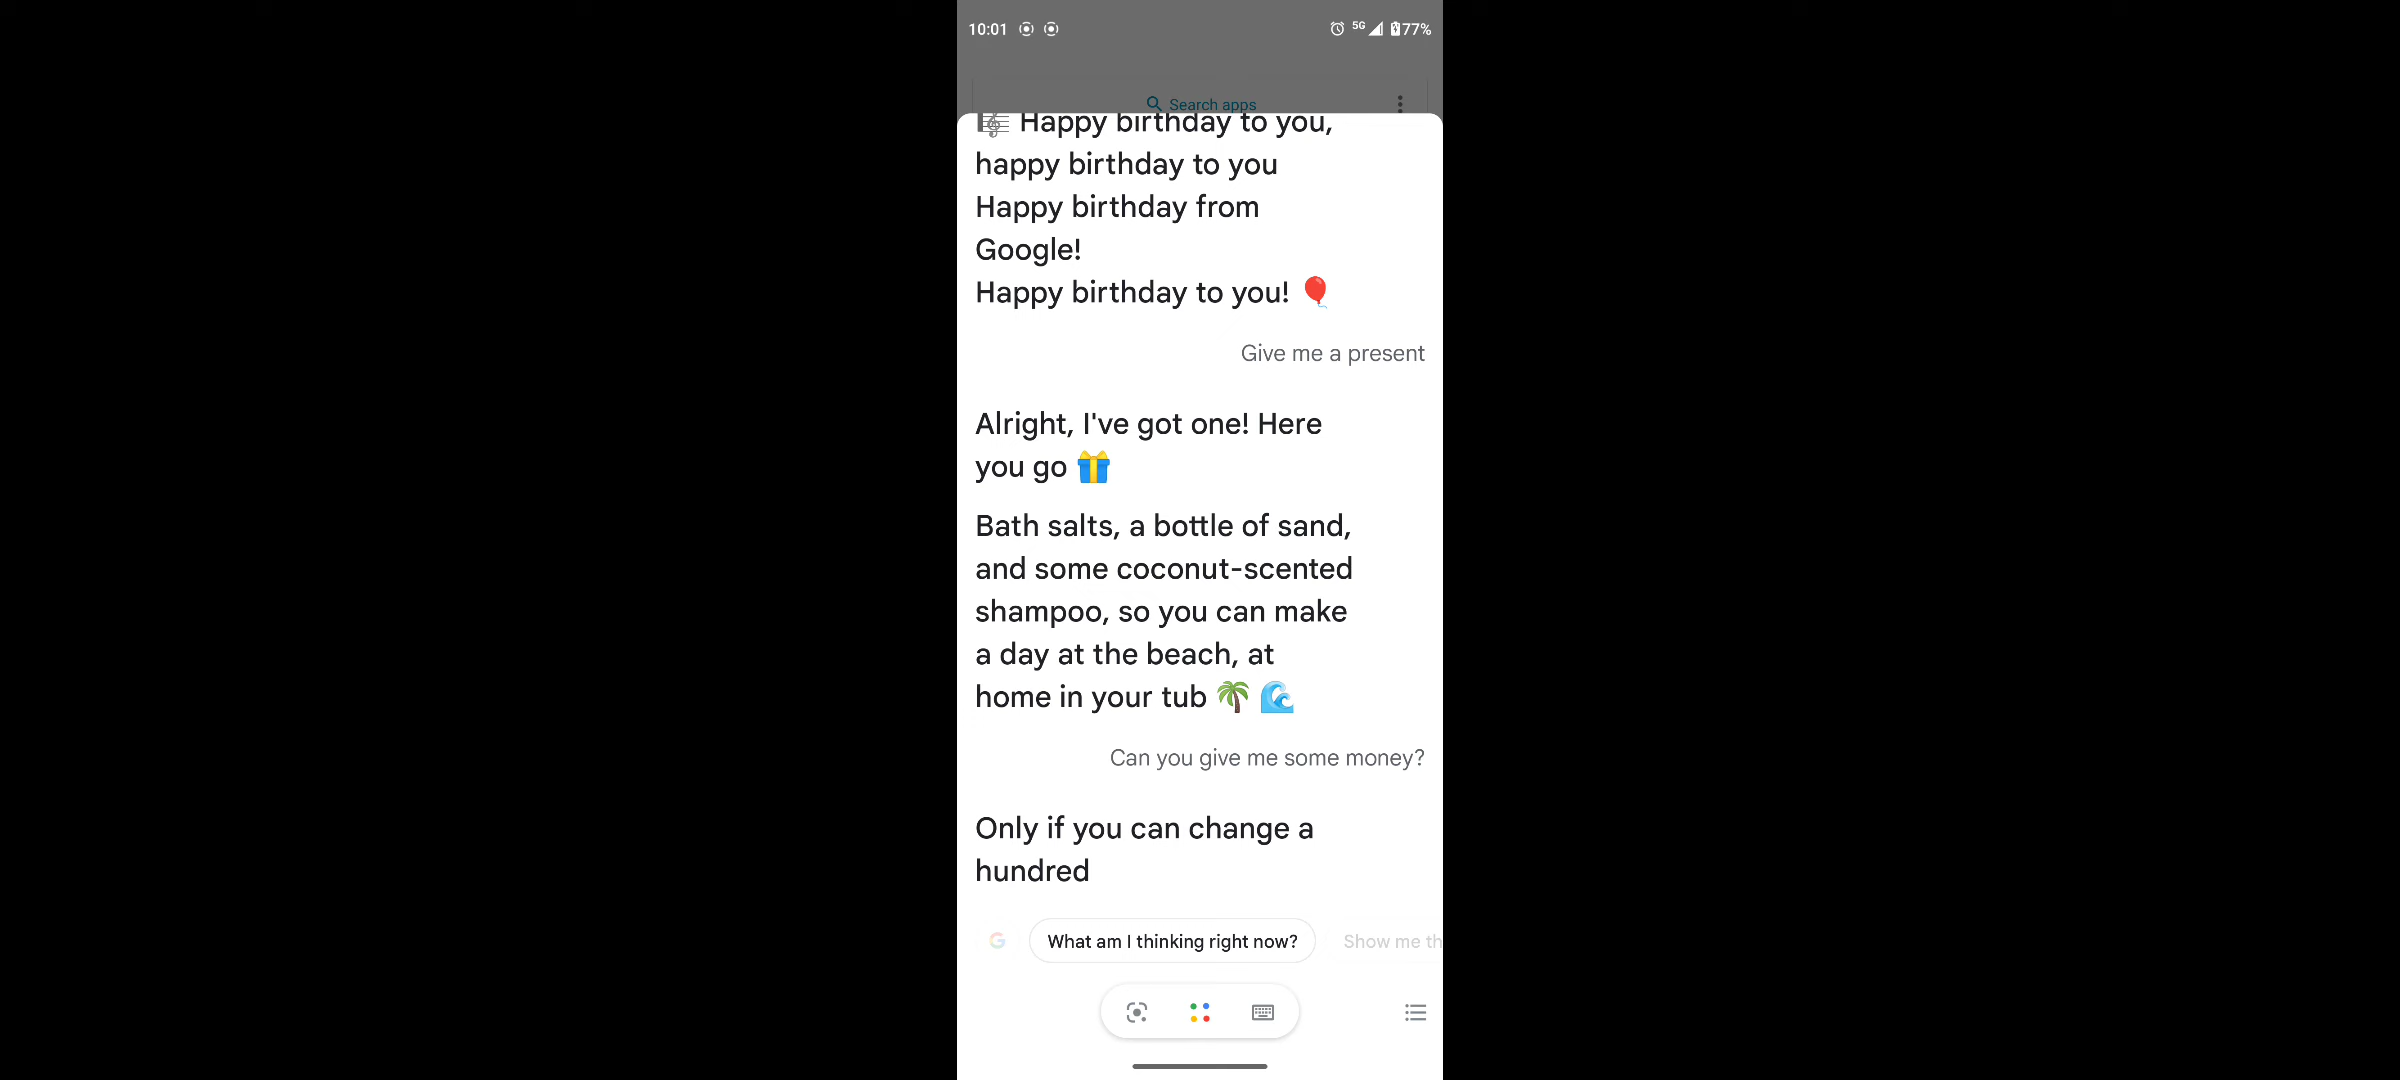 10:01 5G 77%
Search apps
🎼 Happy birthday to you,
happy birthday to you
Happy birthday from
Google!
Happy birthday to you! 🎈
Give me a present
Alright, I've got one! Here
you go 🎁
Bath salts, a bottle of sand,
and some coconut-scented
shampoo, so you can make
a day at the beach, at
home in your tub 🌴 🌊
Can you give me some money?
Only if you can change a
hundred
G What am I thinking right now? Show me th